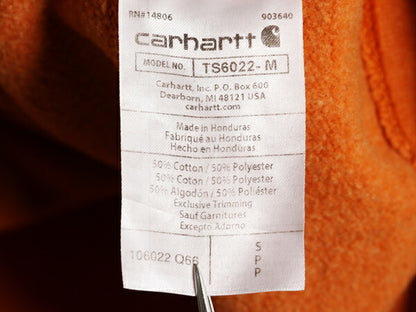 RN#14806 903640
carhartt
MODEL NO. TS6022-M
Carhartt, Inc. P.O. Box 600
Dearborn, MI 48121 USA
carhartt.com
Made in Honduras
Fabriqué au Honduras
Hecho en Honduras
50% Cotton / 50% Polyester
50% Coton / 50% Polyester
50% Algodón / 50% Poliéster
Exclusive Trimming
Sauf Garnitures
Excepto Adorno
106022 Q66 S
P
P